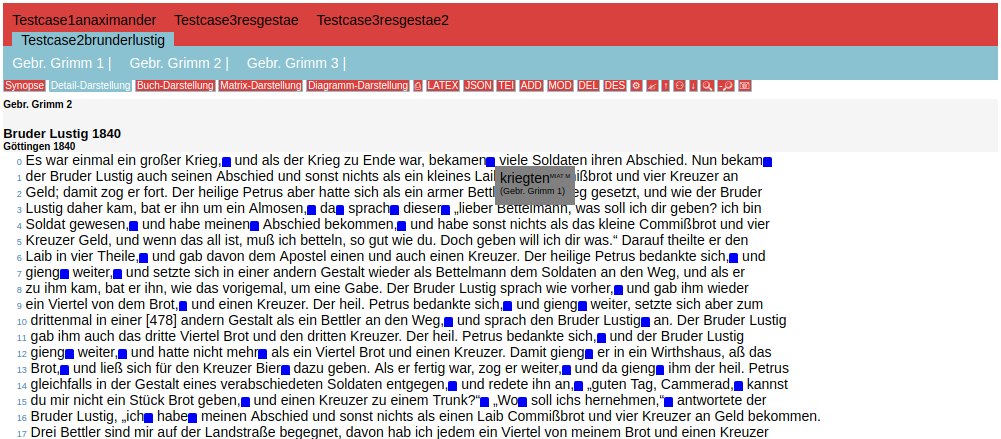 Testcase1anaximander Testcase3resgestae Testcase3resgestae2
Testcase2brunderlustig
Gebr. Grimm 1 | Gebr. Grimm 2 | Gebr. Grimm 3 |
Synopse Detail-Darstellung Buch-Darstellung Matrix-Darstellung Diagramm-Darstellung LATEX JSON TEI ADD MOD DEL DES
Gebr. Grimm 2
Bruder Lustig 1840
Göttingen 1840
0 Es war einmal ein großer Krieg, und als der Krieg zu Ende war, bekamen viele Soldaten ihren Abschied. Nun bekam
kriegten MIAT M
(Gebr. Grimm 1)
1 der Bruder Lustig auch seinen Abschied und sonst nichts als ein kleines Lai ißbrot und vier Kreuzer an
2 Geld; damit zog er fort. Der heilige Petrus aber hatte sich als ein armer Bettl eg gesetzt, und wie der Bruder
3 Lustig daher kam, bat er ihn um ein Almosen, da sprach dieser „lieber Bettelmann, was soll ich dir geben? ich bin
4 Soldat gewesen, und habe meinen Abschied bekommen, und habe sonst nichts als das kleine Commißbrot und vier
5 Kreuzer Geld, und wenn das all ist, muß ich betteln, so gut wie du. Doch geben will ich dir was.“ Darauf theilte er den
6 Laib in vier Theile, und gab davon dem Apostel einen und auch einen Kreuzer. Der heilige Petrus bedankte sich, und
7 gieng weiter, und setzte sich in einer andern Gestalt wieder als Bettelmann dem Soldaten an den Weg, und als er
8 zu ihm kam, bat er ihn, wie das vorigemal, um eine Gabe. Der Bruder Lustig sprach wie vorher, und gab ihm wieder
9 ein Viertel von dem Brot, und einen Kreuzer. Der heil. Petrus bedankte sich, und gieng weiter, setzte sich aber zum
10 drittenmal in einer [478] andern Gestalt als ein Bettler an den Weg, und sprach den Bruder Lustig an. Der Bruder Lustig
11 gab ihm auch das dritte Viertel Brot und den dritten Kreuzer. Der heil. Petrus bedankte sich, und der Bruder Lustig
12 gieng weiter, und hatte nicht mehr als ein Viertel Brot und einen Kreuzer. Damit gieng er in ein Wirthshaus, aß das
13 Brot, und ließ sich für den Kreuzer Bier dazu geben. Als er fertig war, zog er weiter, und da gieng ihm der heil. Petrus
14 gleichfalls in der Gestalt eines verabschiedeten Soldaten entgegen, und redete ihn an, „guten Tag, Cammerad, kannst
15 du mir nicht ein Stück Brot geben, und einen Kreuzer zu einem Trunk?“ „Wo soll ichs hernehmen,“ antwortete der
16 Bruder Lustig, „ich habe meinen Abschied und sonst nichts als einen Laib Commißbrot und vier Kreuzer an Geld bekommen.
17 Drei Bettler sind mir auf der Landstraße begegnet, davon hab ich jedem ein Viertel von meinem Brot und einen Kreuzer